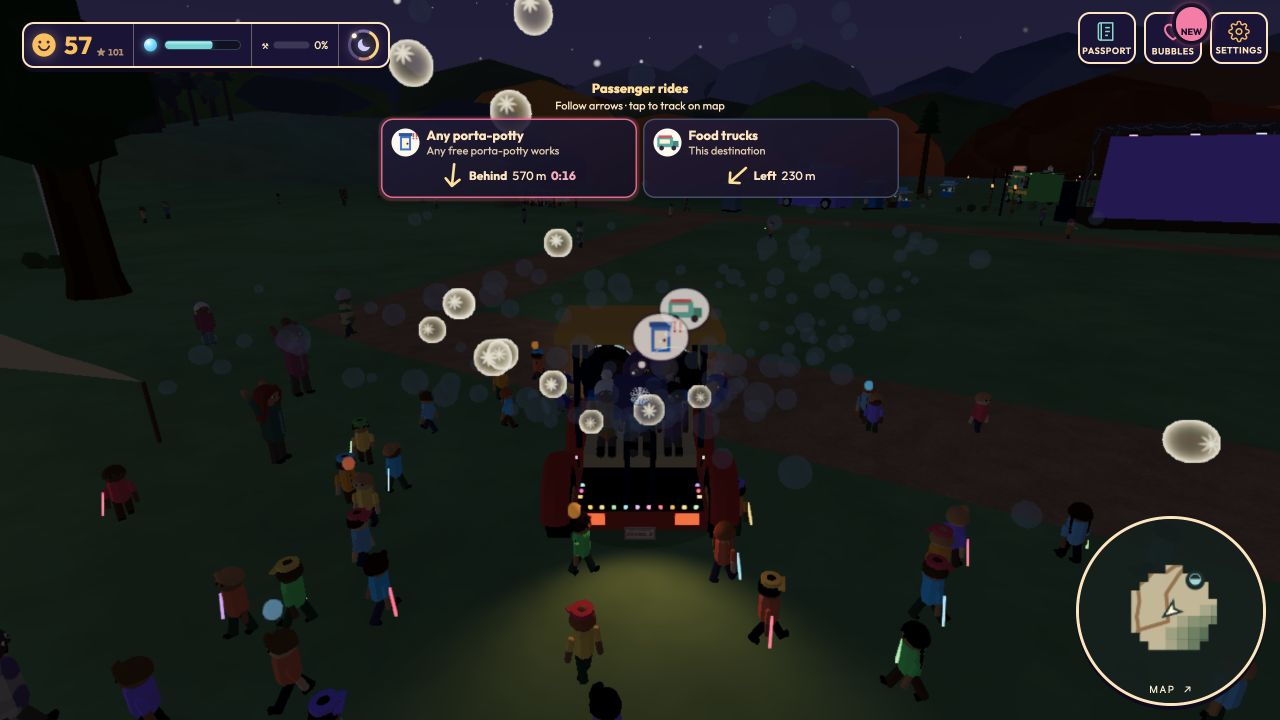 57 ★ 101
0%
PASSPORT
BUBBLES
NEW
SETTINGS
Passenger rides
Follow arrows · tap to track on map
Any porta-potty
Any free porta-potty works
Behind 570 m 0:16
Food trucks
This destination
Left 230 m
MAP ↗